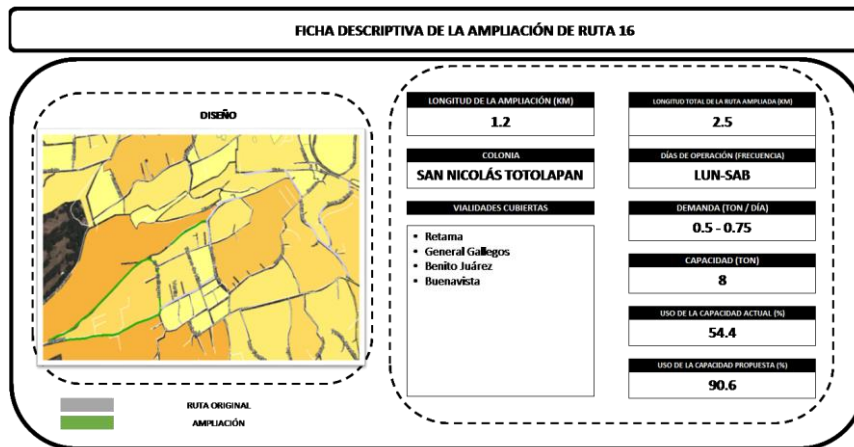 FICHA DESCRIPTIVA DE LA AMPLIACIÓN DE RUTA 16
DISEÑO
RUTA ORIGINAL
AMPLIACIÓN
LONGITUD DE LA AMPLIACIÓN (KM)
1.2
COLONIA
SAN NICOLÁS TOTOLAPAN
VIALIDADES CUBIERTAS
▪ Retama
▪ General Gallegos
▪ Benito Juárez
▪ Buenavista
LONGITUD TOTAL DE LA RUTA AMPLIADA (KM)
2.5
DÍAS DE OPERACIÓN (FRECUENCIA)
LUN-SAB
DEMANDA (TON / DÍA)
0.5 - 0.75
CAPACIDAD (TON)
8
USO DE LA CAPACIDAD ACTUAL (%)
54.4
USO DE LA CAPACIDAD PROPUESTA (%)
90.6